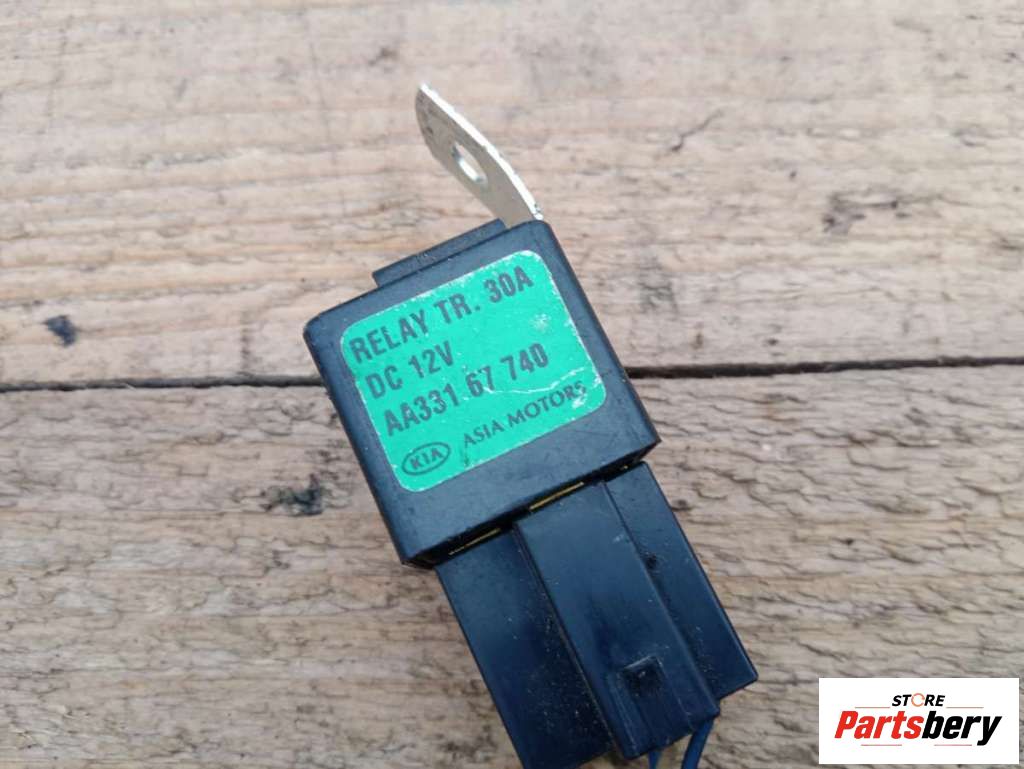 RELAY TR. 30A
DC 12V
AA331 67 740
KIA ASIA MOTORS
STORE
Partsbery